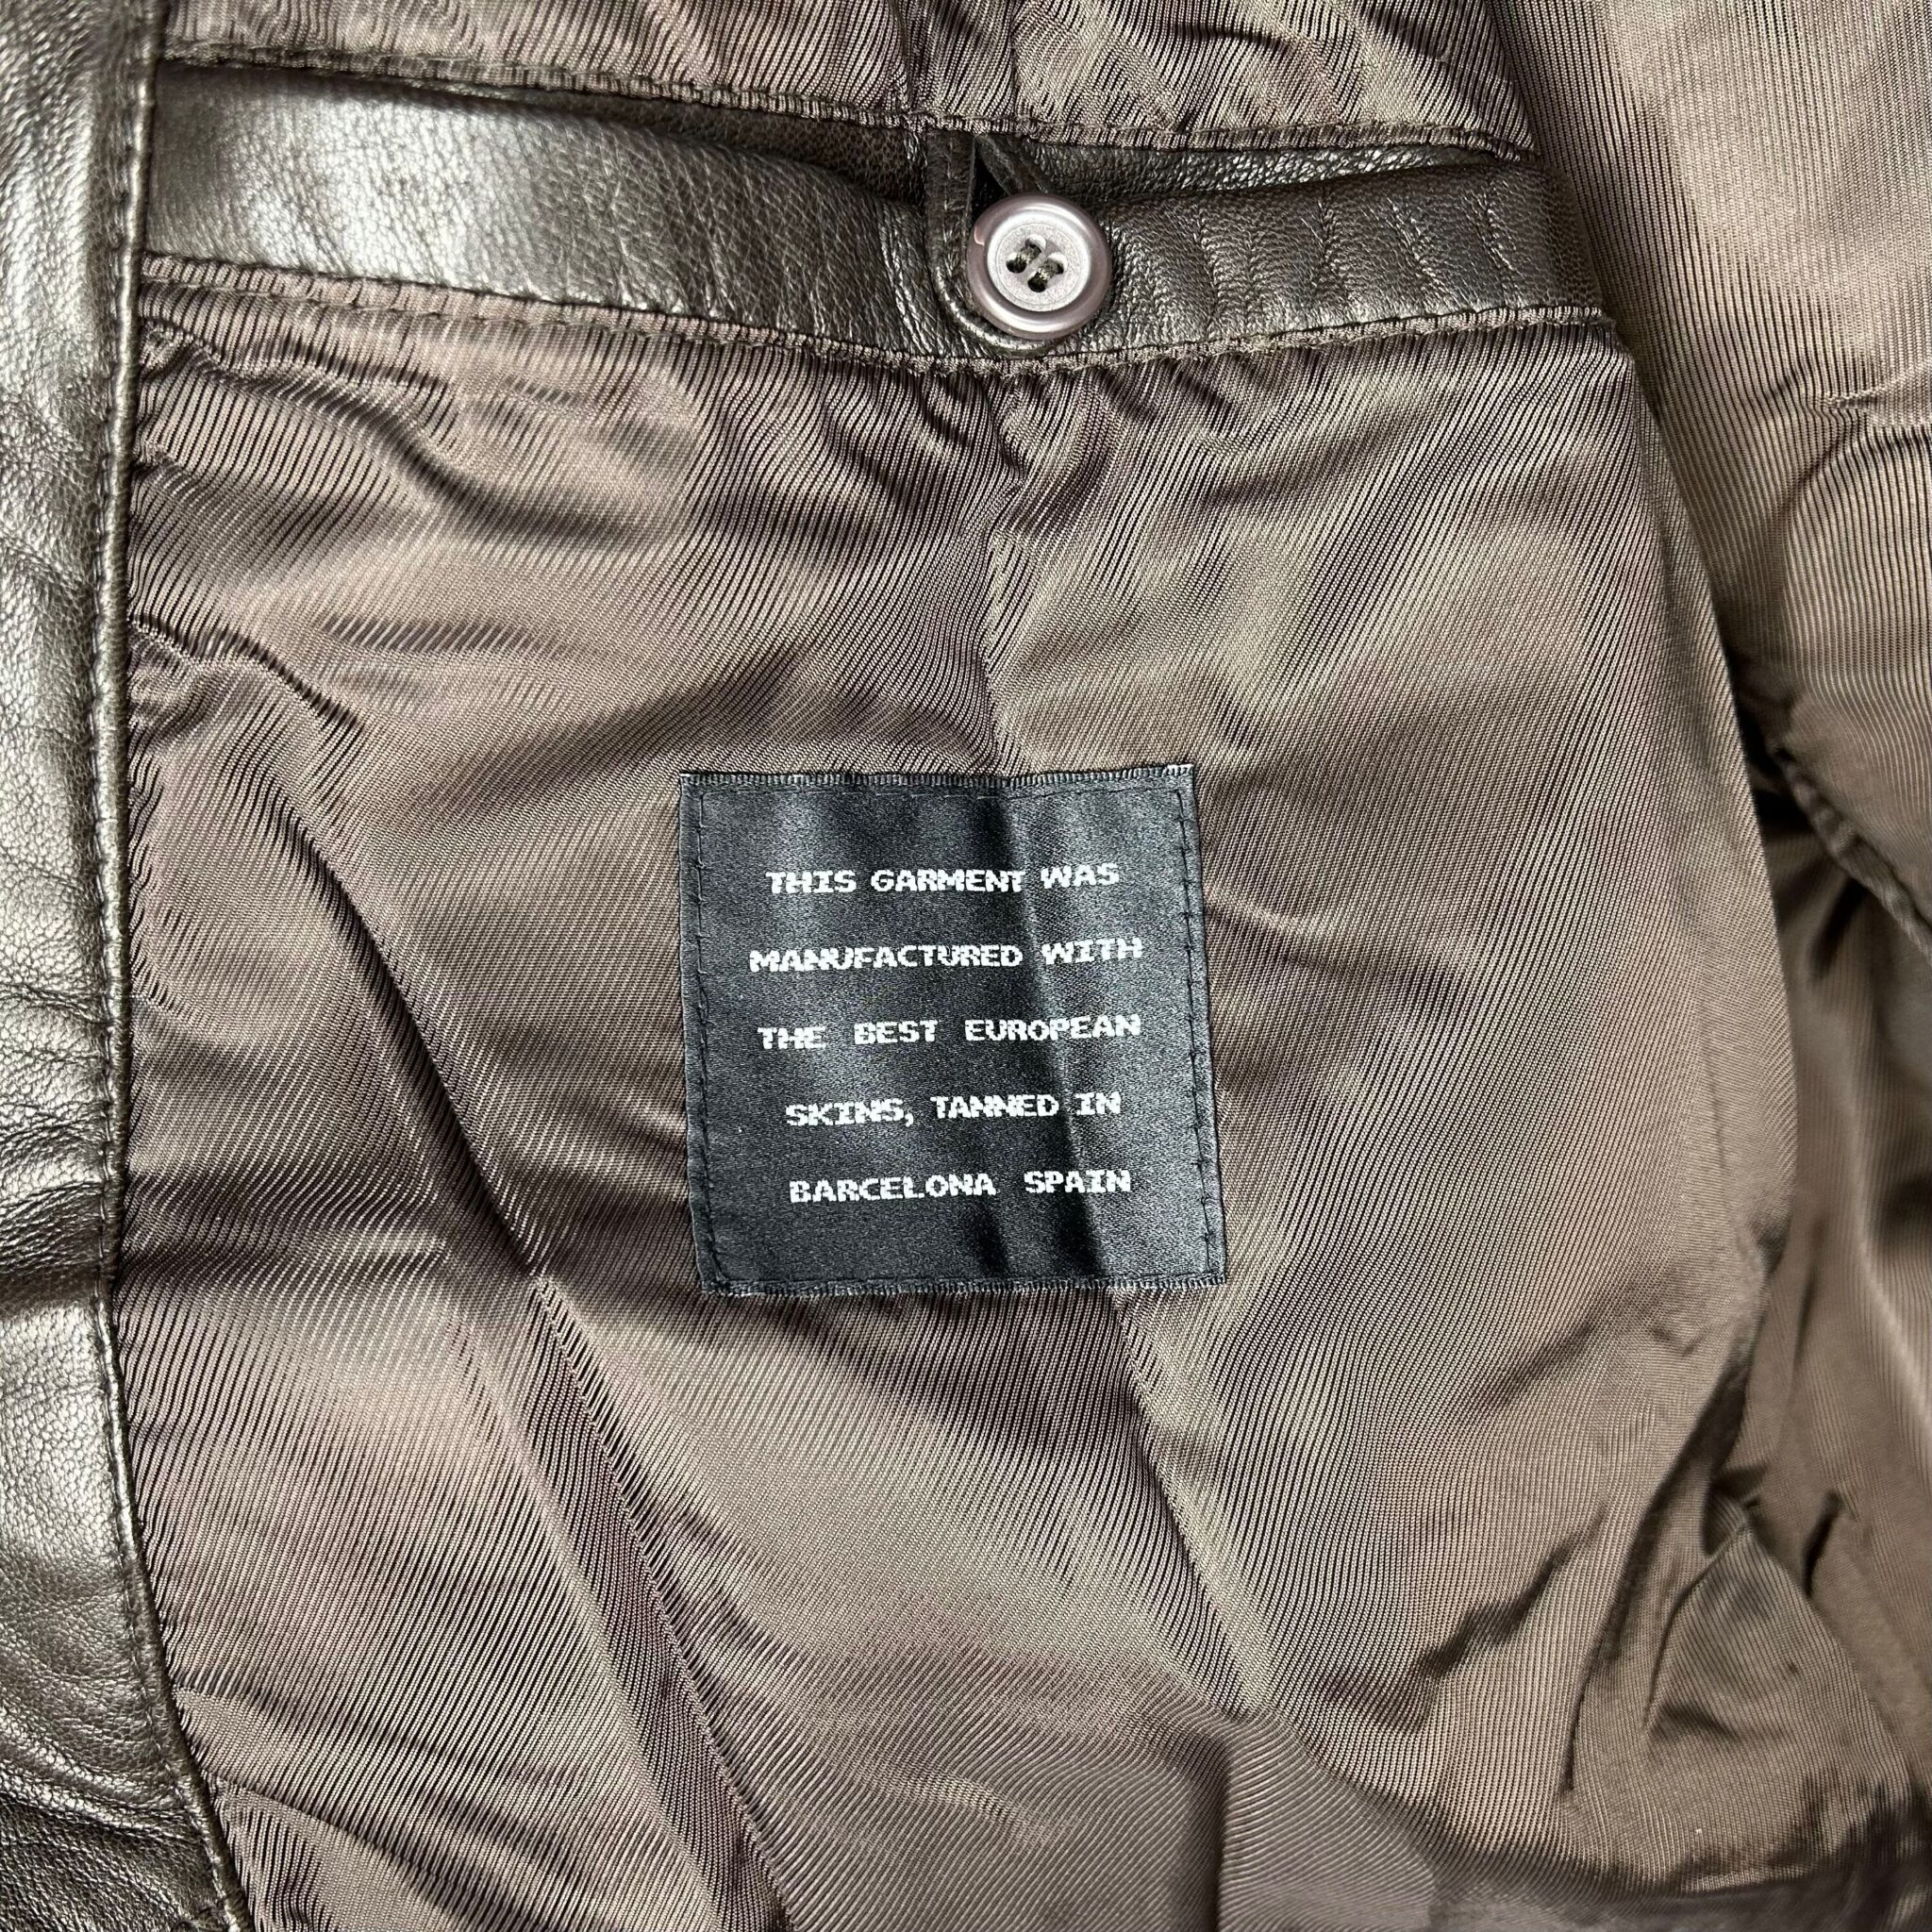 THIS GARMENT WAS
MANUFACTURED WITH
THE BEST EUROPEAN
SKINS, TANNED IN
BARCELONA SPAIN